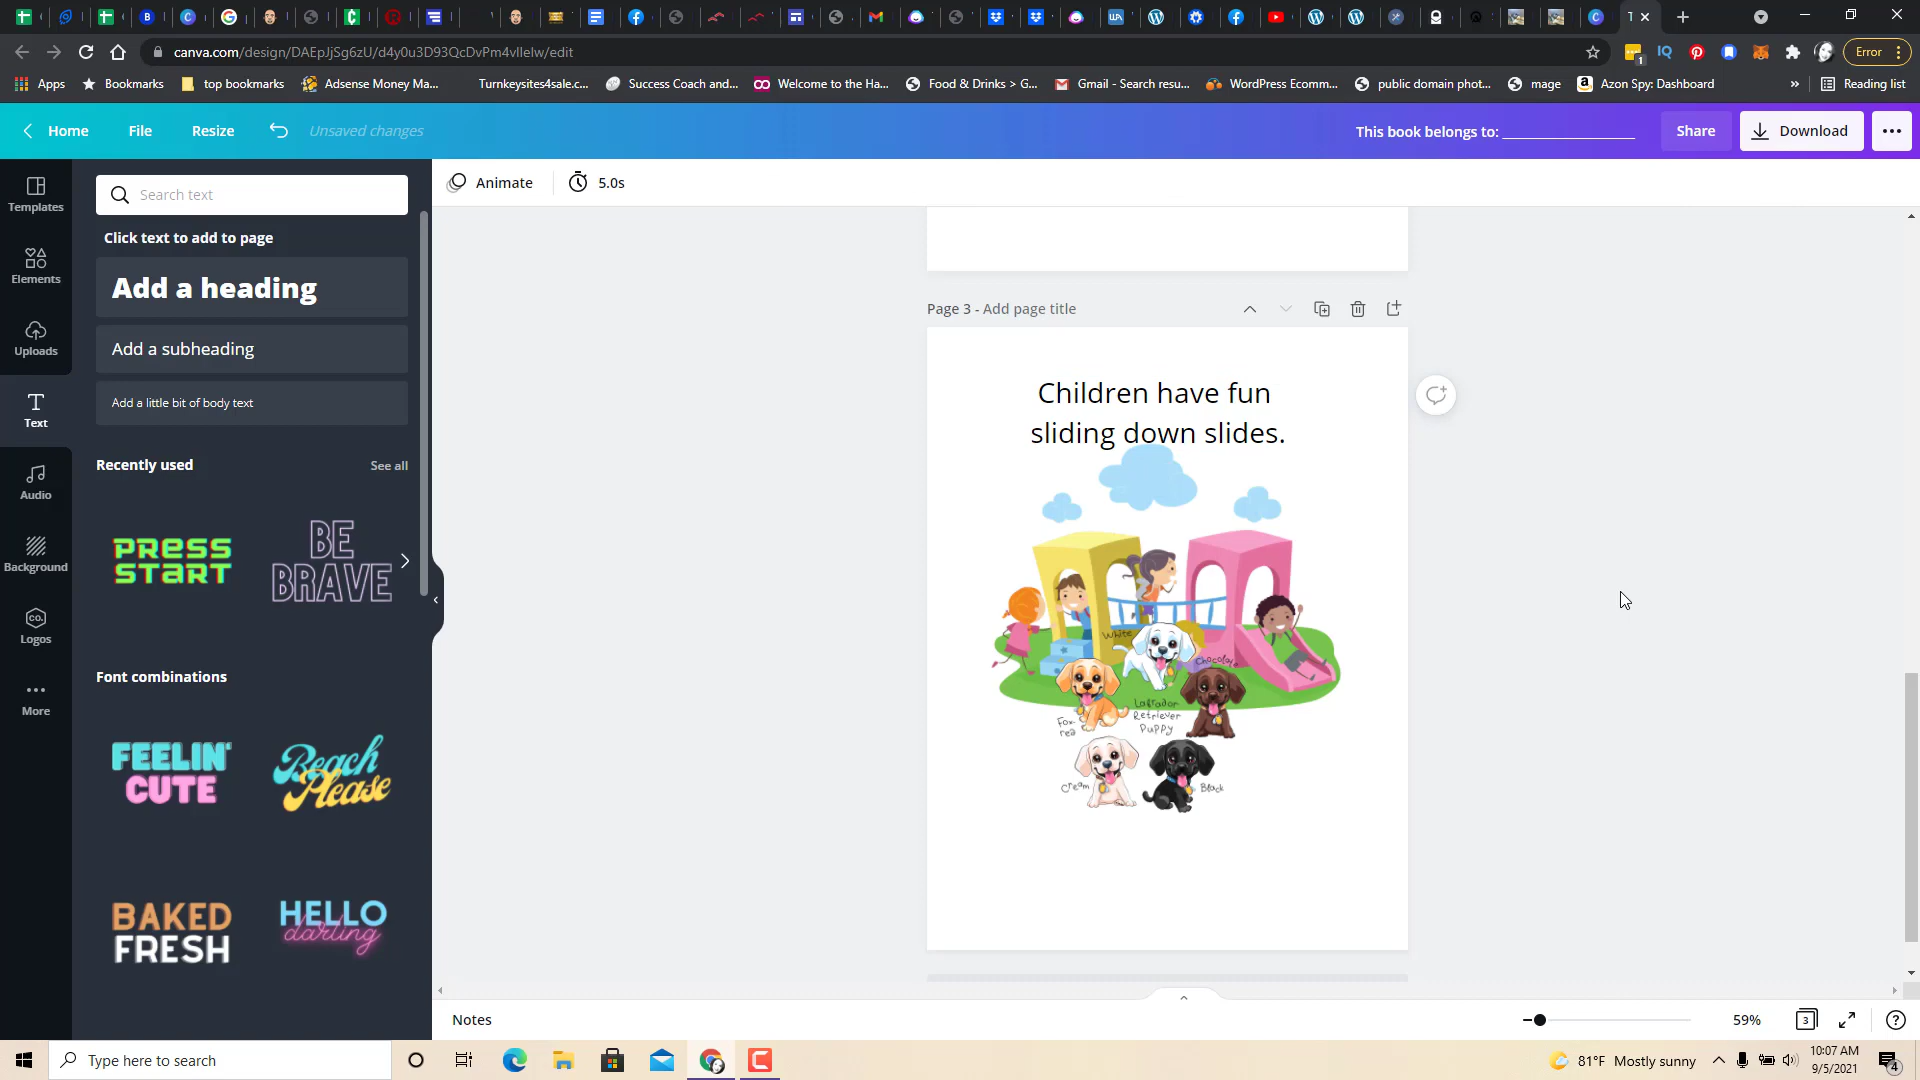 canva.com/design/DAEpJjSg6zU/d4y0u3D93QcDvPm4vIlelw/edit
Error
Apps
Bookmarks
top bookmarks
Adsense Money Ma...
Turnkeysites4sale.c...
Success Coach and...
Welcome to the Ha...
Food & Drinks > G...
Gmail - Search resu...
WordPress Ecomm...
public domain phot...
mage
Azon Spy: Dashboard
»
Reading list
Home
File
Resize
Unsaved changes
This book belongs to: ____________________
Share
Download
Templates
Elements
Uploads
Text
Audio
Background
CO.
Logos
More
Search text
Click text to add to page
Add a heading
Add a subheading
Add a little bit of body text
Recently used
See all
PRESS
START
BE
BRAVE
Font combinations
FEELIN'
CUTE
Beach
Please
BAKED
FRESH
HELLO
darling
Animate
5.0s
Page 3 - Add page title
Children have fun
sliding down slides.
White
Chocolate
Fox-
red
Labrador
Retriever
Puppy
Cream
Black
Notes
59%
3
Type here to search
81°F Mostly sunny
10:07 AM
9/5/2021
4